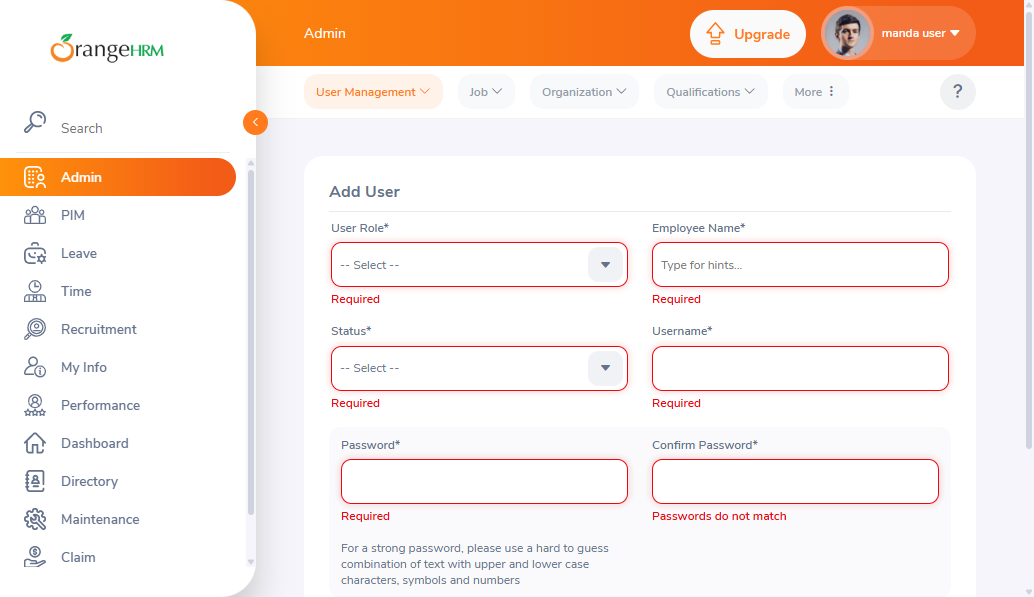 OrangeHRM
Admin
Upgrade
manda user
User Management
Job
Organization
Qualifications
More
?
Search
Admin
PIM
Leave
Time
Recruitment
My Info
Performance
Dashboard
Directory
Maintenance
Claim
Add User
User Role*
-- Select --
Required
Employee Name*
Type for hints...
Required
Status*
-- Select --
Required
Username*
Required
Password*
Required
Confirm Password*
Passwords do not match
For a strong password, please use a hard to guess
combination of text with upper and lower case
characters, symbols and numbers